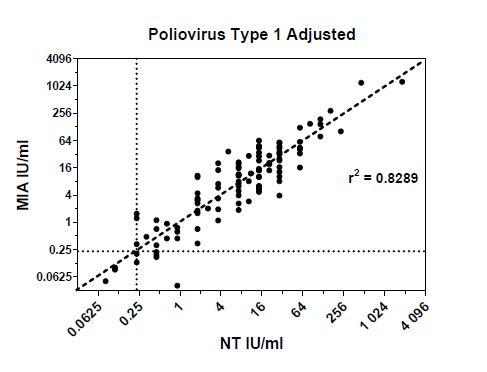 Poliovirus Type 1 Adjusted
MIA IU/ml
4096
1024
256
64
16
4
1
0.25
0.0625
r² = 0.8289
0.0625 0.25 1 4 16 64 256 1 024 4 096
NT IU/ml